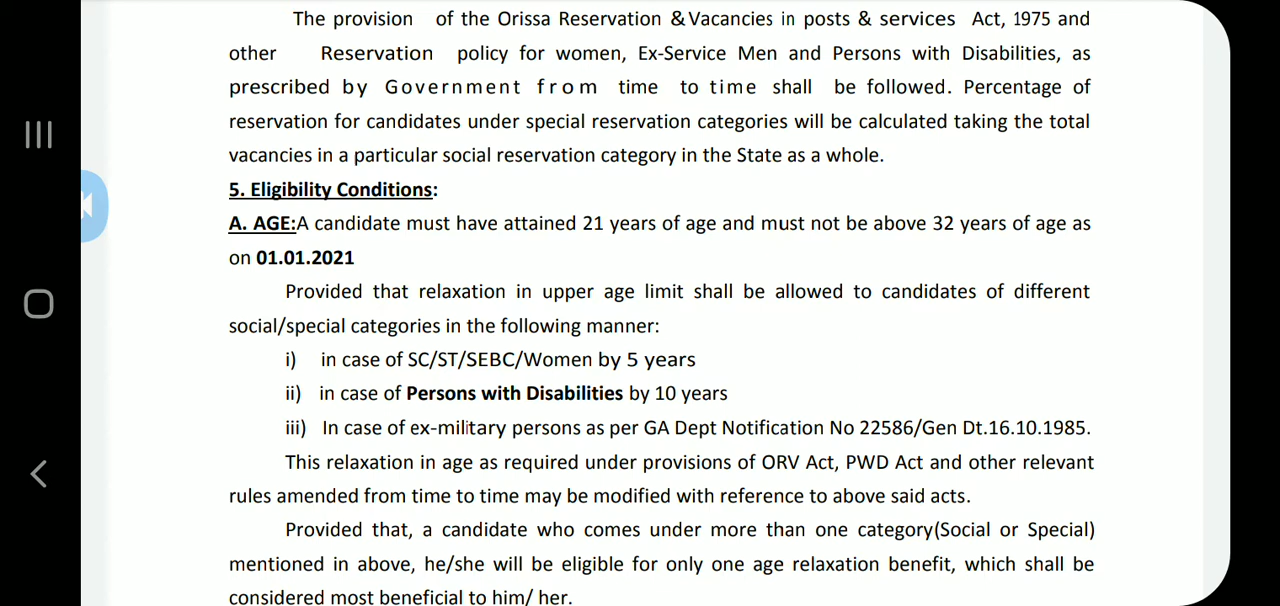 The provision of the Orissa Reservation &Vacancies in posts & services Act, 1975 and
other Reservation policy for women, Ex-Service Men and Persons with Disabilities, as
prescribed by Government from time to time shall be followed. Percentage of
reservation for candidates under special reservation categories will be calculated taking the total
vacancies in a particular social reservation category in the State as a whole.
5. Eligibility Conditions:
A. AGE:A candidate must have attained 21 years of age and must not be above 32 years of age as
on 01.01.2021
Provided that relaxation in upper age limit shall be allowed to candidates of different
social/special categories in the following manner:
i) in case of SC/ST/SEBC/Women by 5 years
ii) in case of Persons with Disabilities by 10 years
iii) In case of ex-military persons as per GA Dept Notification No 22586/Gen Dt.16.10.1985.
This relaxation in age as required under provisions of ORV Act, PWD Act and other relevant
rules amended from time to time may be modified with reference to above said acts.
Provided that, a candidate who comes under more than one category(Social or Special)
mentioned in above, he/she will be eligible for only one age relaxation benefit, which shall be
considered most beneficial to him/ her.